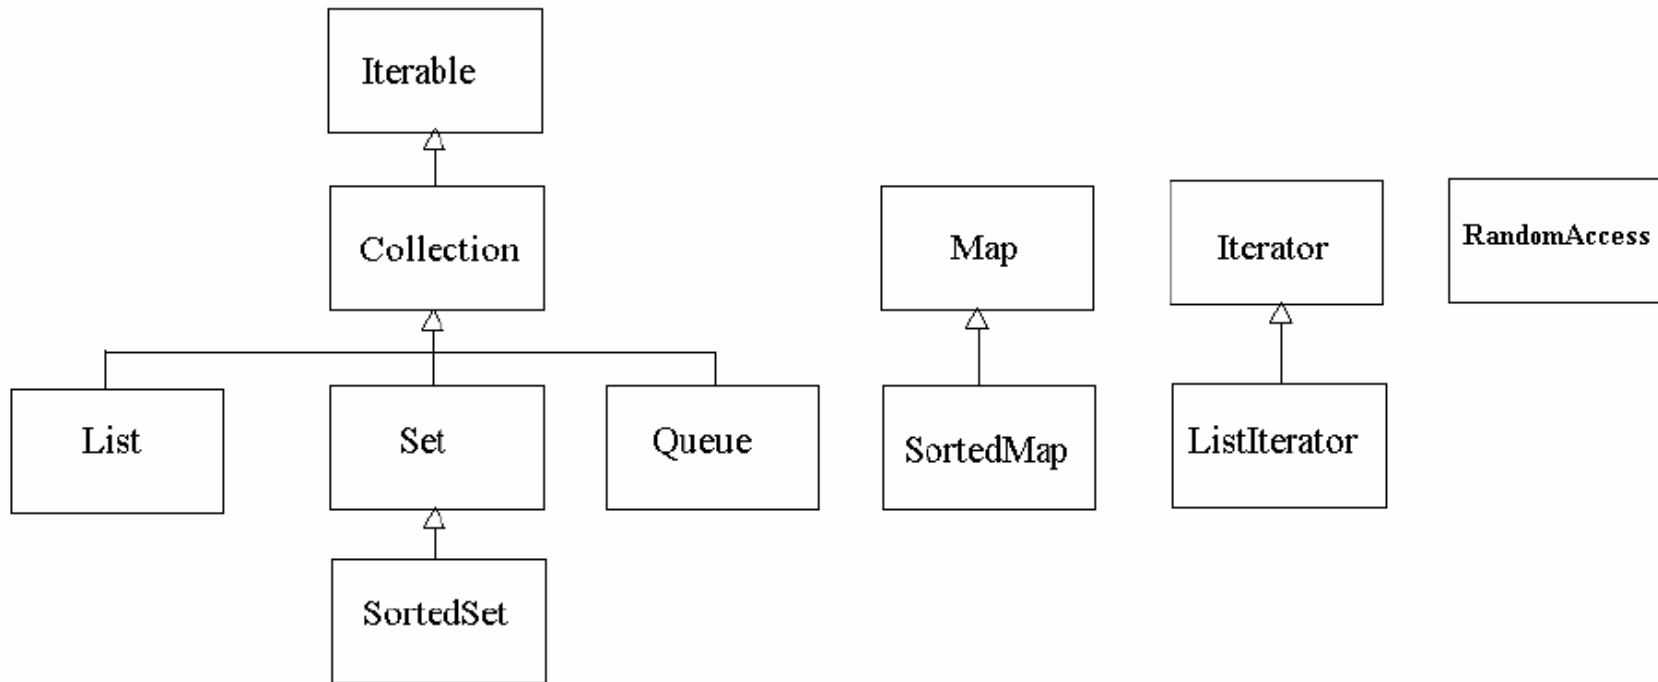 Iterable
Collection
Map
Iterator
RandomAccess
List
Set
Queue
SortedMap
ListIterator
SortedSet